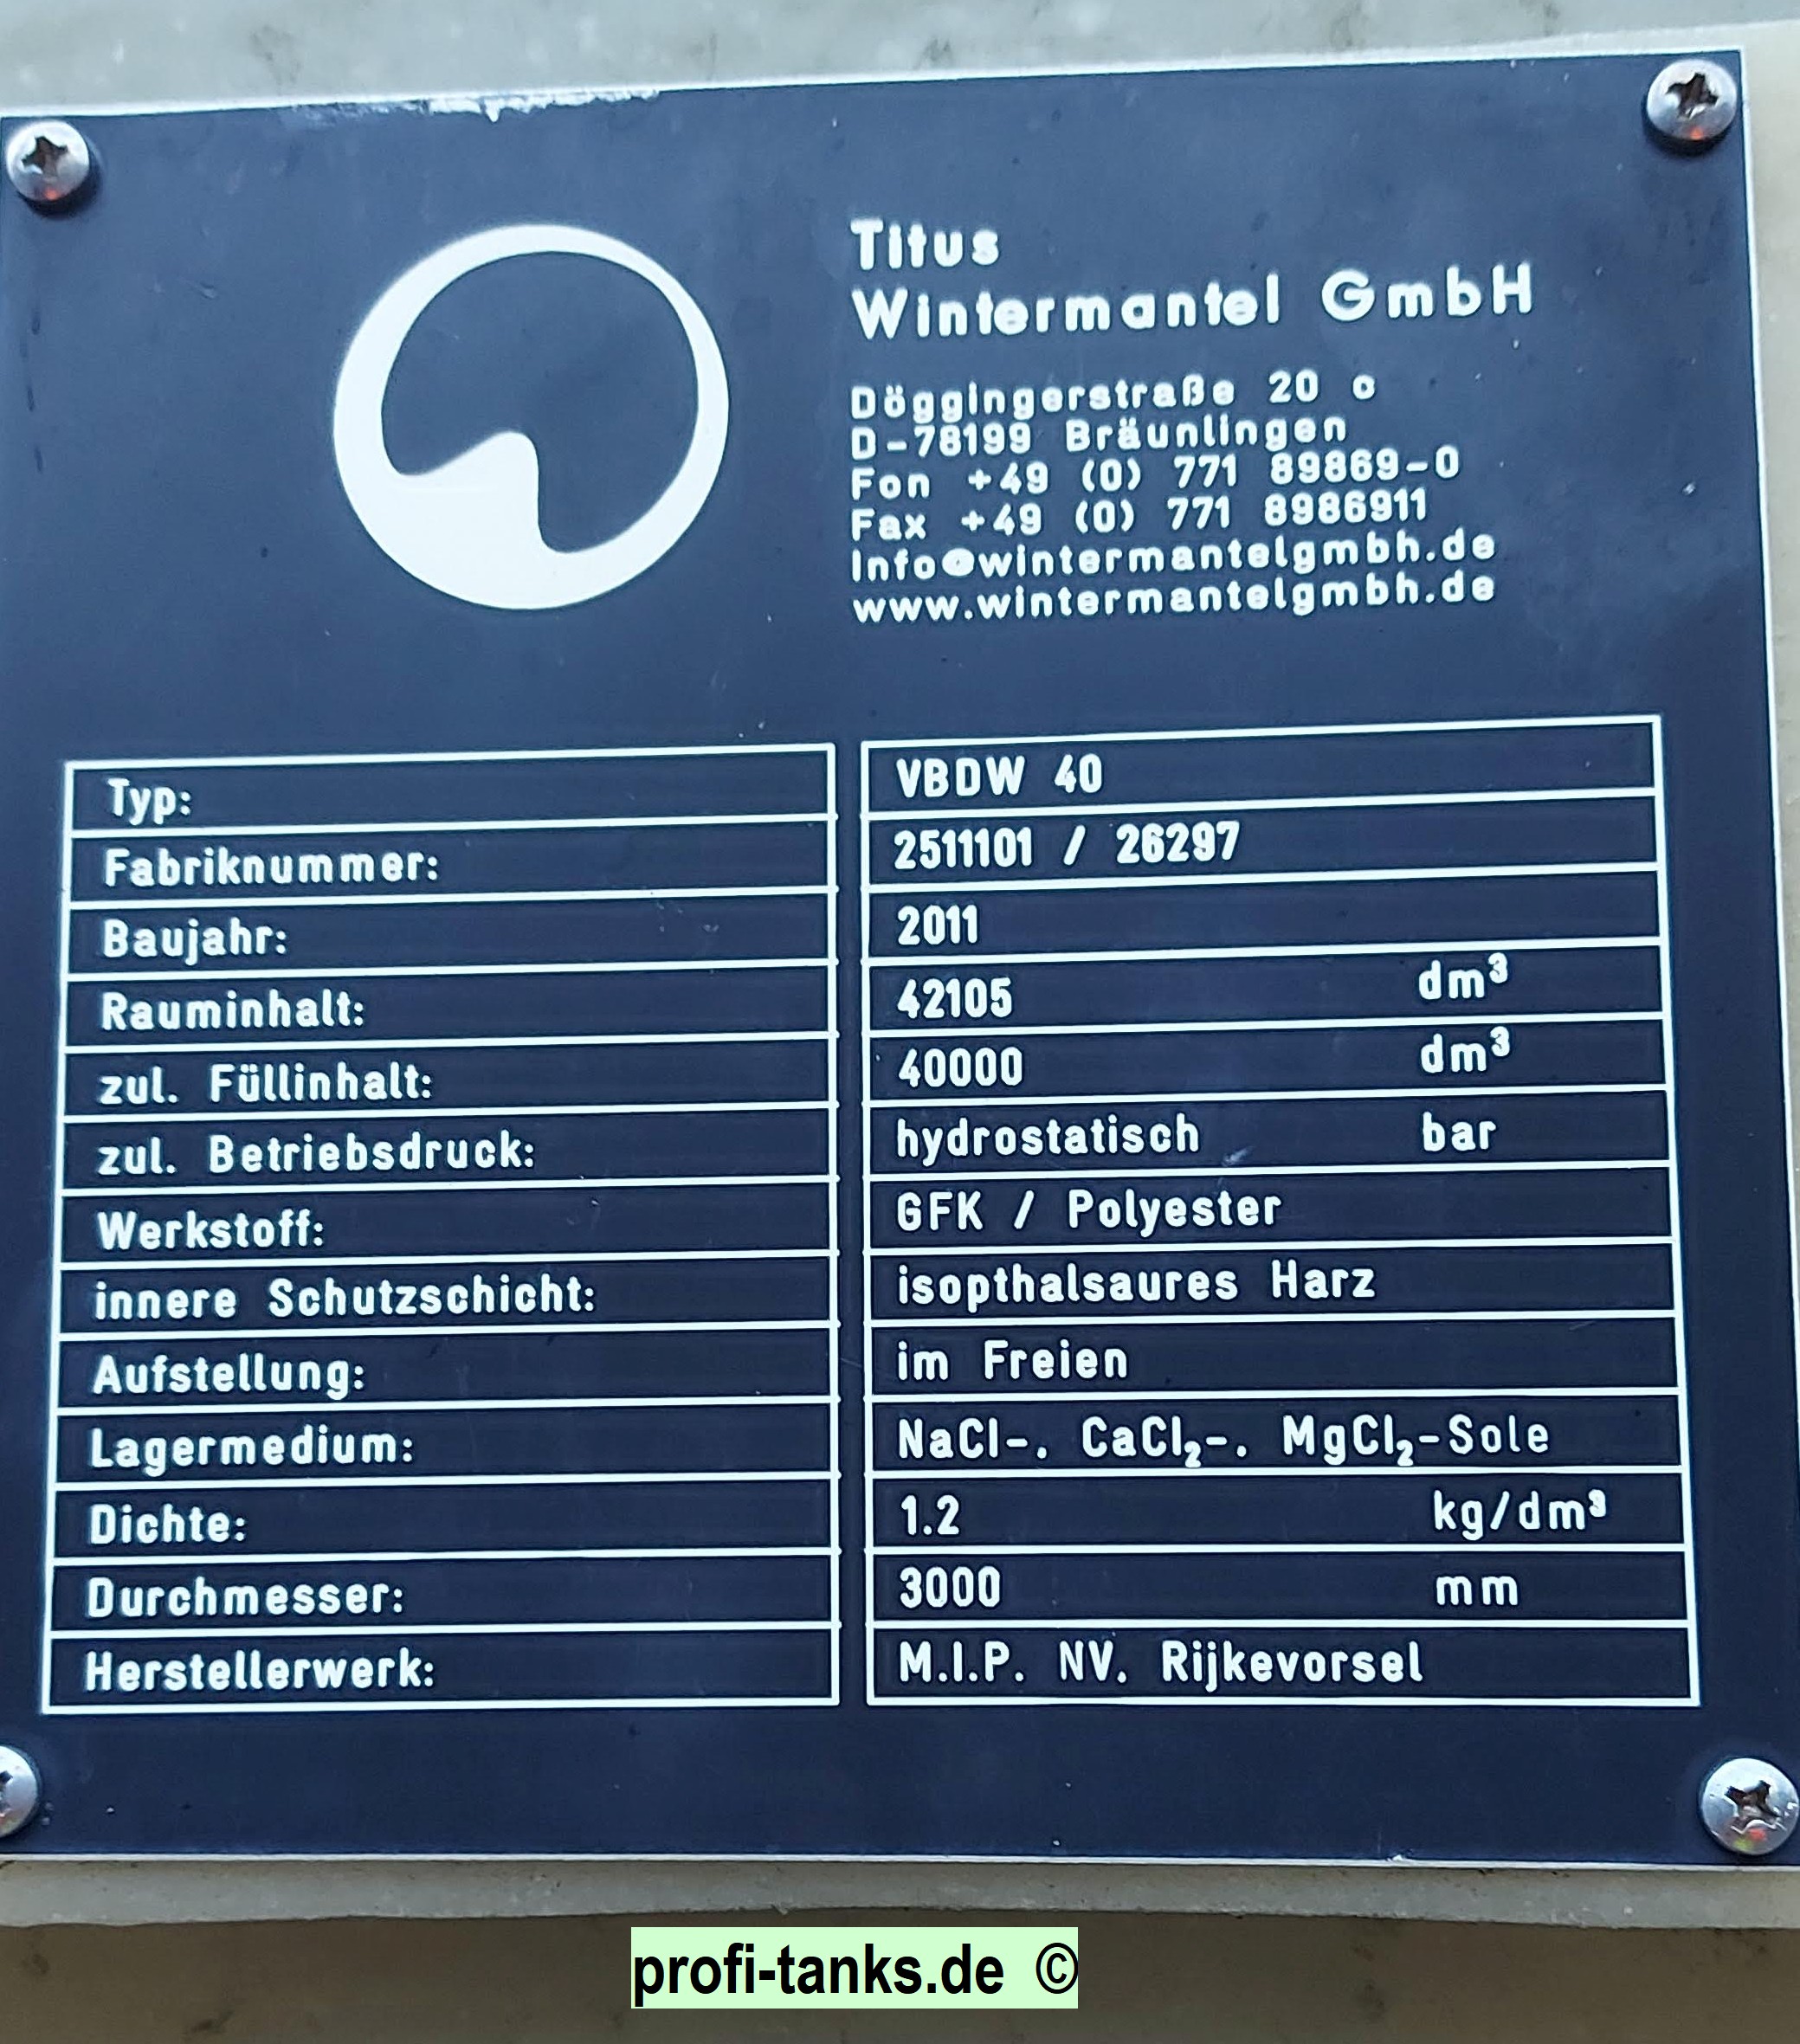 Titus
Wintermantel GmbH
Döggingerstraße 20 c
D-78199 Bräunlingen
Fon +49 (0) 771 89869-0
Fax +49 (0) 771 8986911
Info@wintermantelgmbh.de
www.wintermantelgmbh.de
Typ: VBDW 40
Fabriknummer: 2511101 / 26297
Baujahr: 2011
Rauminhalt: 42105 dm³
zul. Füllinhalt: 40000 dm³
zul. Betriebsdruck: hydrostatisch bar
Werkstoff: GFK / Polyester
innere Schutzschicht: isopthalsaures Harz
Aufstellung: im Freien
Lagermedium: NaCl-. CaCl₂-. MgCl₂-Sole
Dichte: 1.2 kg/dm³
Durchmesser: 3000 mm
Herstellerwerk: M.I.P. NV. Rijkevorsel
profi-tanks.de ©